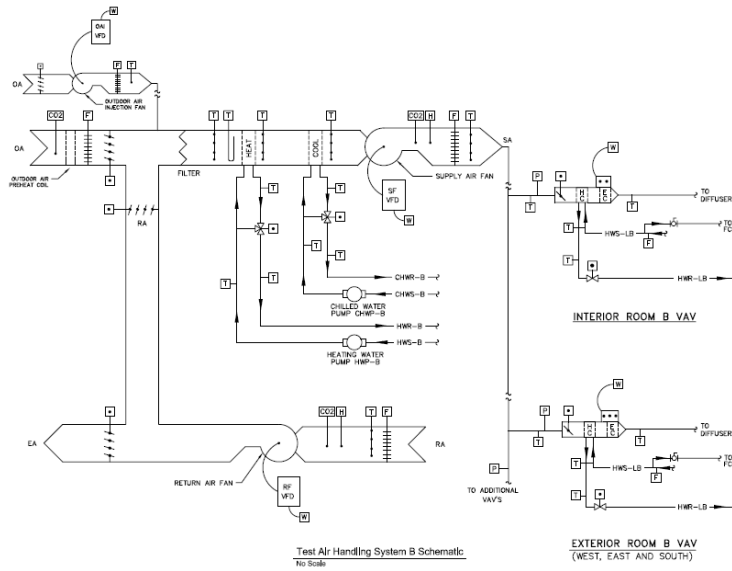 W
OAI
VFD
T
F
T
OA
OUTDOOR AIR
INJECTION FAN
CO2
F
T
T
T
T
CO2
H
F
T
OA
SA
HEAT
COOL
FILTER
OUTDOOR AIR
PREHEAT COIL
SUPPLY AIR FAN
SF
VFD
W
RA
T
T
T
T
T
T
CHWR-B
CHWS-B
CHILLED WATER
PUMP CHWP-B
HWR-B
HWS-B
HEATING WATER
PUMP HWP-B
W
P
T
HC
T
TO
DIFFUSER
TO
FC
T
HWS-LB
F
T
HWR-LB
INTERIOR ROOM B VAV
EA
CO2
H
T
F
RA
RETURN AIR FAN
RF
VFD
W
W
P
T
HC
T
TO
DIFFUSER
TO
FC
T
HWS-LB
F
T
HWR-LB
P
TO ADDITIONAL
VAV'S
EXTERIOR ROOM B VAV
(WEST, EAST AND SOUTH)
Test Air Handling System B Schematic
No Scale